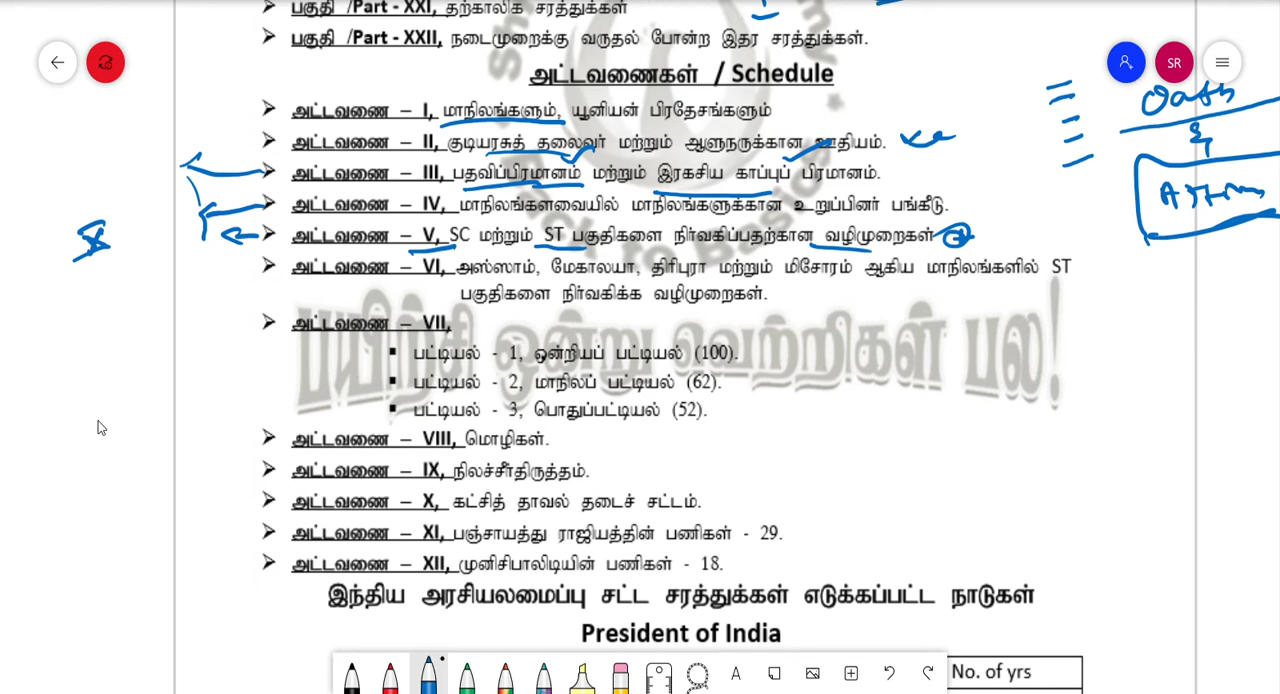 பகுதி /Part - XXI, தற்காலிக சரத்துக்கள்
பகுதி /Part - XXII, நடைமுறைக்கு வருதல் போன்ற இதர சரத்துக்கள்.
அட்டவணைகள் / Schedule
அட்டவணை – I, மாநிலங்களும், யூனியன் பிரதேசங்களும்
அட்டவணை – II, குடியரசுத் தலைவர் மற்றும் ஆளுநருக்கான ஊதியம்.
அட்டவணை – III, பதவிப்பிரமானம் மற்றும் இரகசிய காப்புப் பிரமானம்.
அட்டவணை – IV, மாநிலங்களவையில் மாநிலங்களுக்கான உறுப்பினர் பங்கீடு.
அட்டவணை – V, SC மற்றும் ST பகுதிகளை நிர்வகிப்பதற்கான வழிமுறைகள்
அட்டவணை – VI, அஸ்ஸாம், மேகாலயா, திரிபுரா மற்றும் மிசோரம் ஆகிய மாநிலங்களில் ST
பகுதிகளை நிர்வகிக்க வழிமுறைகள்.
அட்டவணை – VII,
பட்டியல் - 1, ஒன்றியப் பட்டியல் (100).
பட்டியல் - 2, மாநிலப் பட்டியல் (62).
பட்டியல் - 3, பொதுப்பட்டியல் (52).
அட்டவணை – VIII, மொழிகள்.
அட்டவணை – IX, நிலச்சீர்திருத்தம்.
அட்டவணை – X, கட்சித் தாவல் தடைச் சட்டம்.
அட்டவணை – XI, பஞ்சாயத்து ராஜியத்தின் பணிகள் - 29.
அட்டவணை – XII, முனிசிபாலிடியின் பணிகள் - 18.
இந்திய அரசியலமைப்பு சட்ட சரத்துக்கள் எடுக்கப்பட்ட நாடுகள்
President of India
No. of yrs
பயிற்சி ஒன்று வெற்றிகள் பல!
Back to Basic
SR
Oath
&